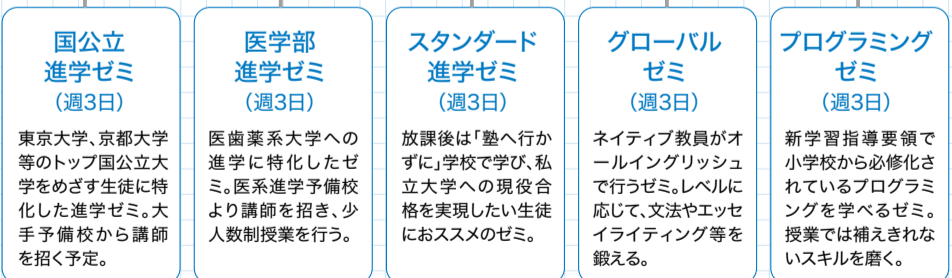 国公立
進学ゼミ
(週3日)
東京大学、京都大学
等のトップ国公立大
学をめざす生徒に特
化した進学ゼミ。大
手予備校から講師
を招く予定。
医学部
進学ゼミ
(週3日)
医歯薬系大学への
進学に特化したゼ
ミ。医系進学予備校
より講師を招き、少
人数制授業を行う。
スタンダード
進学ゼミ
(週3日)
放課後は「塾へ行か
ずに」学校で学び、私
立大学への現役合
格を実現したい生徒
におススメのゼミ。
グローバル
ゼミ
(週3日)
ネイティブ教員がオ
ールイングリッシュ
で行うゼミ。レベルに
応じて、文法やエッセ
イライティング等を
鍛える。
プログラミング
ゼミ
(週3日)
新学習指導要領で
小学校から必修化さ
れているプログラミ
ングを学べるゼミ。
授業では補えきれな
いスキルを磨く。